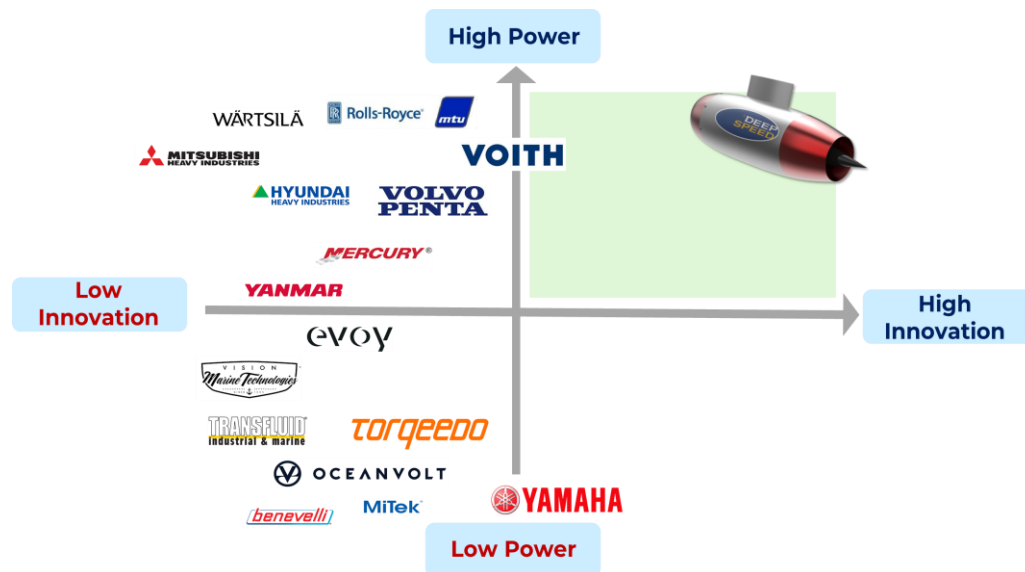 High Power
WÄRTSILÄ
Rolls-Royce®
mtu
DEEP
SPEED
MITSUBISHI
HEAVY INDUSTRIES
VOITH
HYUNDAI
HEAVY INDUSTRIES
VOLVO
PENTA
MERCURY®
YANMAR
Low
Innovation
High
Innovation
evoy
VISION
Marine Technologies
TRANSFLUID
industrial & marine
TORQEEDO
OCEANVOLT
benevelli
MiTek
YAMAHA
Low Power